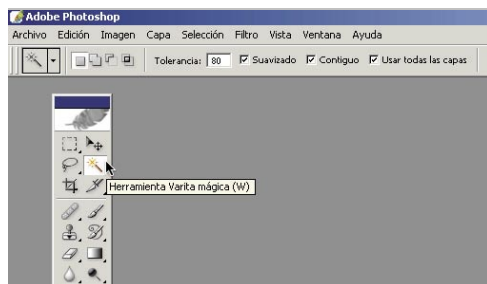 Adobe Photoshop
Archivo Edición Imagen Capa Selección Filtro Vista Ventana Ayuda
Tolerancia: 80 Suavizado Contiguo Usar todas las capas
Herramienta Varita mágica (W)